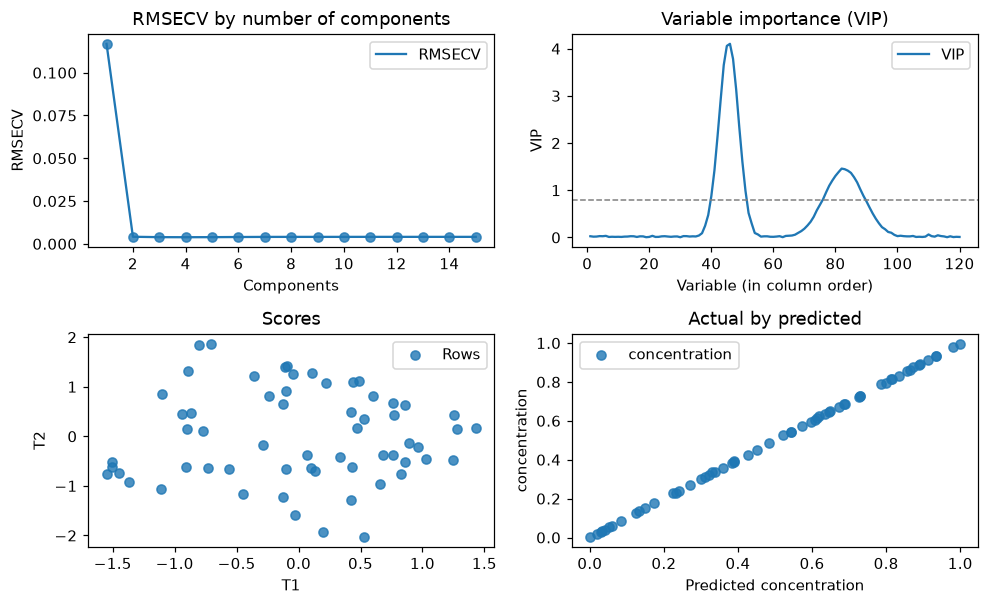 RMSECV by number of components
RMSECV
0.100
0.075
0.050
0.025
0.000
RMSECV
2 4 6 8 10 12 14
Components
Variable importance (VIP)
VIP
4
3
2
1
0
VIP
0 20 40 60 80 100 120
Variable (in column order)
Scores
Rows
2
1
0
−1
−2
T2
−1.5 −1.0 −0.5 0.0 0.5 1.0 1.5
T1
Actual by predicted
concentration
1.0
0.8
0.6
0.4
0.2
0.0
concentration
0.0 0.2 0.4 0.6 0.8 1.0
Predicted concentration